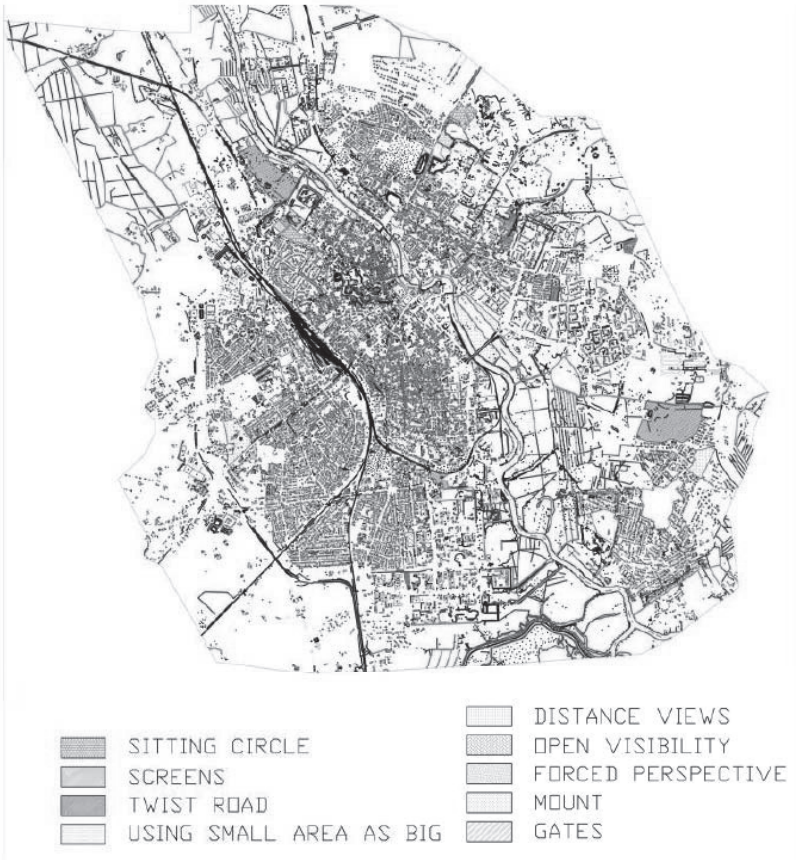 SITTING CIRCLE
SCREENS
TWIST ROAD
USING SMALL AREA AS BIG
DISTANCE VIEWS
OPEN VISIBILITY
FORCED PERSPECTIVE
MOUNT
GATES